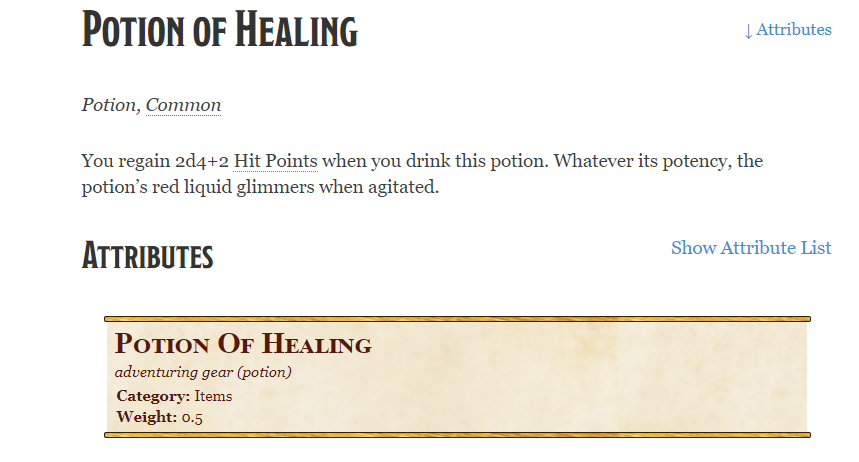 Potion of Healing
↓ Attributes
Potion, Common
You regain 2d4+2 Hit Points when you drink this potion. Whatever its potency, the
potion’s red liquid glimmers when agitated.
Attributes
Show Attribute List
Potion Of Healing
adventuring gear (potion)
Category: Items
Weight: 0.5